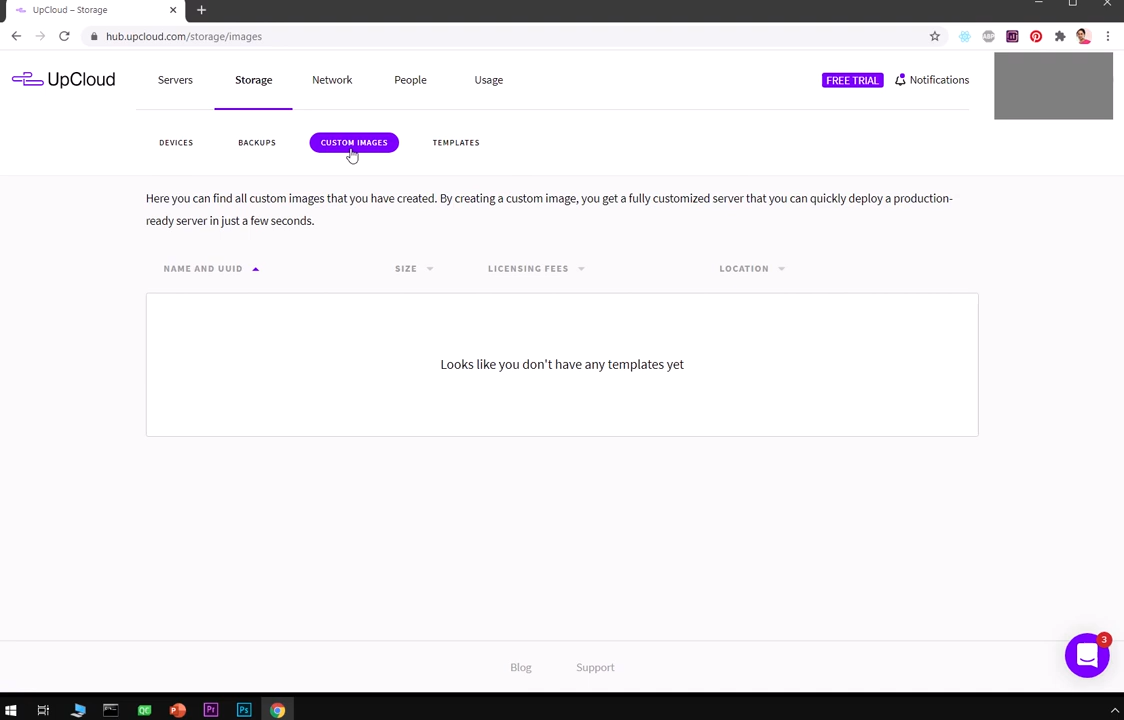 UpCloud – Storage
hub.upcloud.com/storage/images
UpCloud
Servers
Storage
Network
People
Usage
FREE TRIAL
Notifications
DEVICES
BACKUPS
CUSTOM IMAGES
TEMPLATES
Here you can find all custom images that you have created. By creating a custom image, you get a fully customized server that you can quickly deploy a production-
ready server in just a few seconds.
NAME AND UUID
SIZE
LICENSING FEES
LOCATION
Looks like you don't have any templates yet
3
Blog
Support
QC
P
Pr
Ps